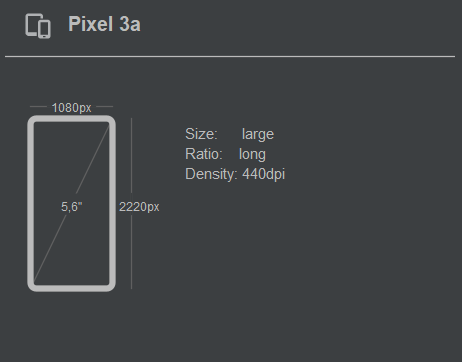 Pixel 3a
1080px
Size: large
Ratio: long
Density: 440dpi
5,6"
2220px